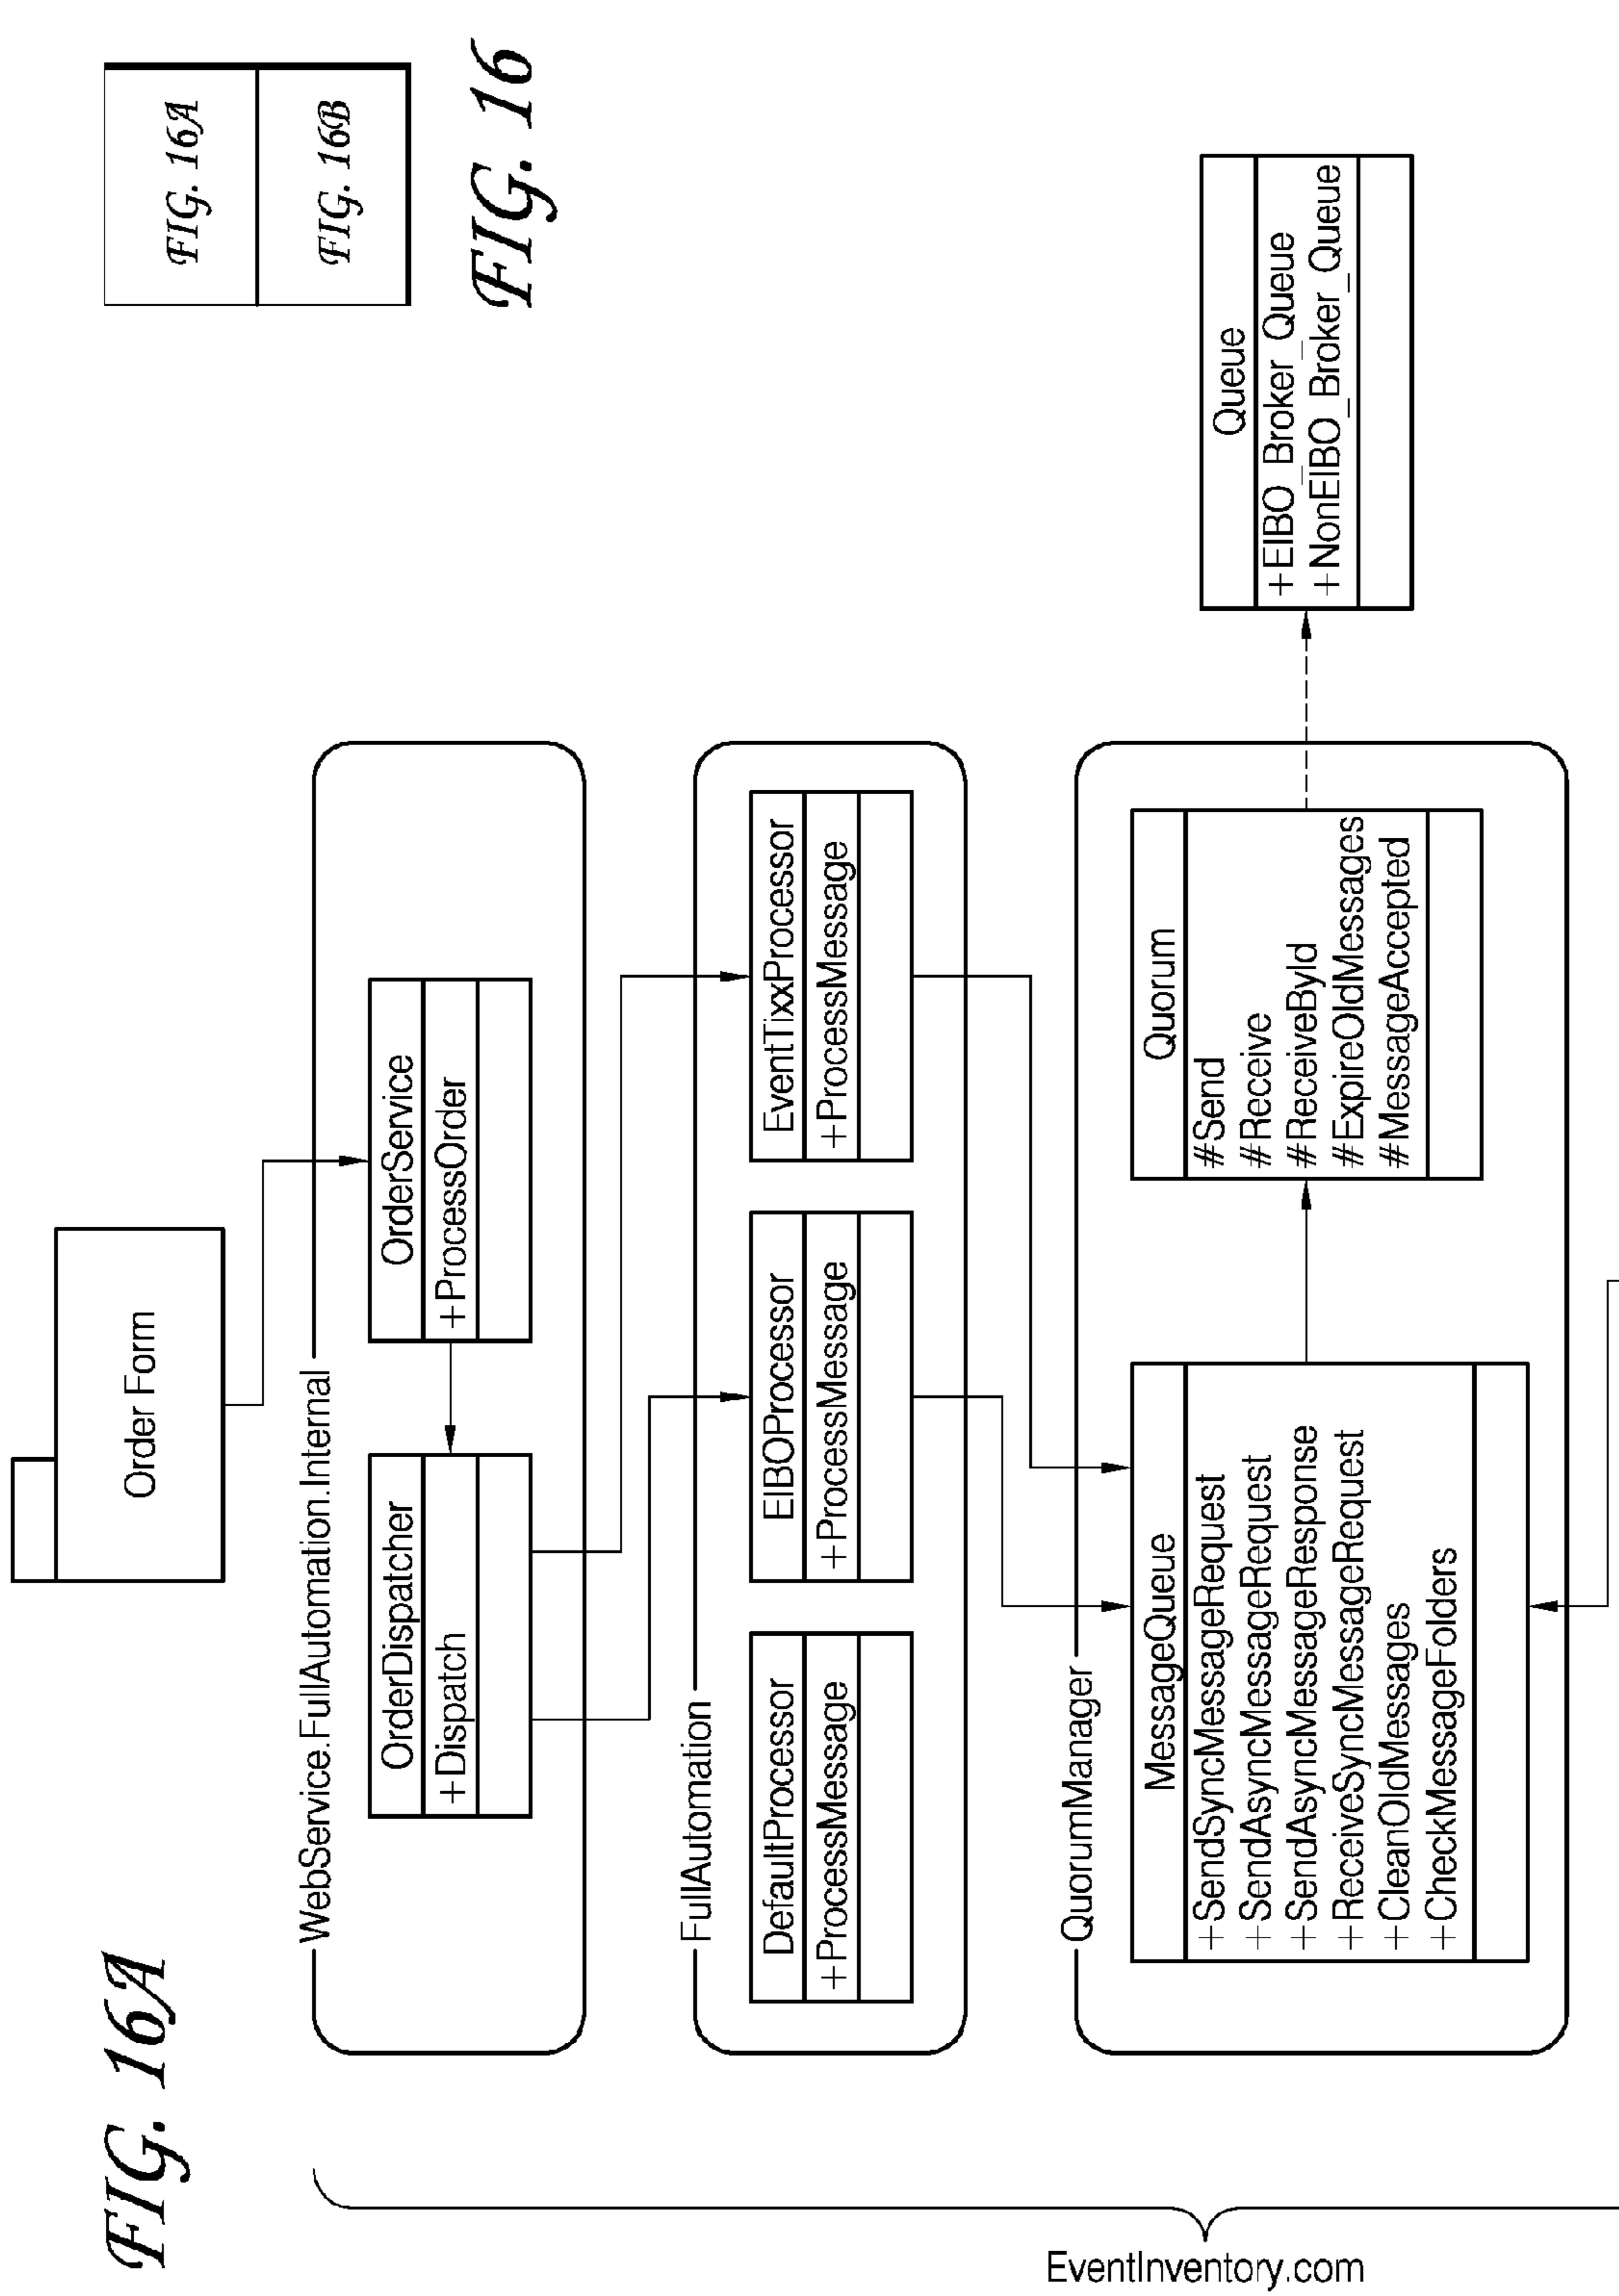 FIG. 16A
FIG. 16A
FIG. 16B
FIG. 16
Order Form
WebService.FullAutomation.Internal
OrderDispatcher
+Dispatch
OrderService
+ProcessOrder
FullAutomation
DefaultProcessor
+ProcessMessage
EIBOProcessor
+ProcessMessage
EventTixxProcessor
+ProcessMessage
QuorumManager
MessageQueue
+SendSyncMessageRequest
+SendAsyncMessageRequest
+SendAsyncMessageResponse
+ReceiveSyncMessageRequest
+CleanOldMessages
+CheckMessageFolders
Quorum
#Send
#Receive
#ReceiveById
#ExpireOldMessages
#MessageAccepted
Queue
+EIBO_Broker_Queue
+NonEIBO_Broker_Queue
EventInventory.com